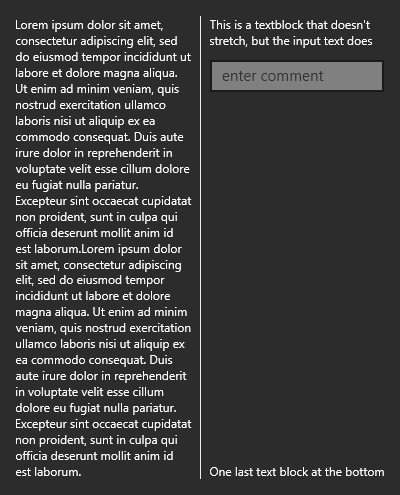 Lorem ipsum dolor sit amet,
consectetur adipiscing elit, sed
do eiusmod tempor incididunt ut
labore et dolore magna aliqua.
Ut enim ad minim veniam, quis
nostrud exercitation ullamco
laboris nisi ut aliquip ex ea
commodo consequat. Duis aute
irure dolor in reprehenderit in
voluptate velit esse cillum dolore
eu fugiat nulla pariatur.
Excepteur sint occaecat cupidatat
non proident, sunt in culpa qui
officia deserunt mollit anim id
est laborum.Lorem ipsum dolor
sit amet, consectetur adipiscing
elit, sed do eiusmod tempor
incididunt ut labore et dolore
magna aliqua. Ut enim ad minim
veniam, quis nostrud exercitation
ullamco laboris nisi ut aliquip ex
ea commodo consequat. Duis
aute irure dolor in reprehenderit
in voluptate velit esse cillum
dolore eu fugiat nulla pariatur.
Excepteur sint occaecat cupidatat
non proident, sunt in culpa qui
officia deserunt mollit anim id
est laborum.
This is a textblock that doesn't
stretch, but the input text does
enter comment
One last text block at the bottom